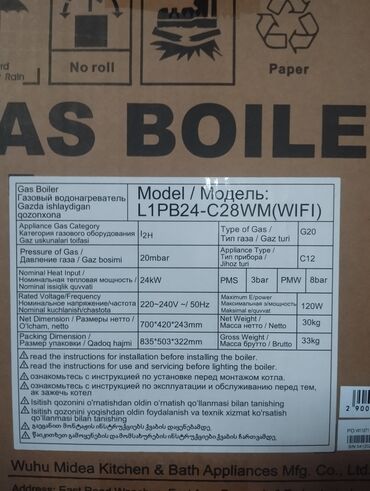 Rain
No roll
Paper
AS BOILE
Gas Boiler
Газовый водонагреватель
Gazda ishlaydigan
qozonxona
Model / Модель:
L1PB24-C28WM(WIFI)
Appliance Gas Category
Категория газового оборудования
Gaz uskunalari toifasi
I2H
Type of Gas /
Тип газа / Gaz turi
G20
Pressure of Gas /
Давление газа / Gaz bosimi
20mbar
Appliance Type /
Тип прибора /
Jihoz turi
C12
Nominal Heat Input /
Номинальная тепловая мощность /
Nominal issiqlik quvvati
24kW
PMS 3bar PMW 8bar
Rated Voltage/Frequency
Номинальное напряжение/частота
Nominal kuchlanish/chastota
220~240V ~/ 50Hz
Maximum E/power
Максимальная э/мощность
Maksimal e/quvvat
120W
Net Dimension / Размеры нетто /
O'lcham, netto
700*420*243mm
Net Weight /
Масса нетто / Netto
30kg
Packing Dimension /
Размер упаковки / Qadoq hajmi
835*503*322mm
Gross Weight /
Масса брутто / Brutto
33kg
read the instructions for installation before installing the boiler.
read the instructions for use and servicing before lighting the boiler.
ознакомьтесь с инструкцией по установке перед монтажом котла.
ознакомьтесь с инструкцией по эксплуатации и обслуживанию перед тем,
как зажечь котел
Isitish qozonini o'rnatishdan oldin o'rnatish qo'llanmasi bilan tanishing
Isitish qozonini yoqishdan oldin foydalanish va texnik xizmat ko'rsatish
qo'llanmasi bilan tanishing
Wuhu Midea Kitchen & Bath Appliances Mfg. Co., Ltd
2 900